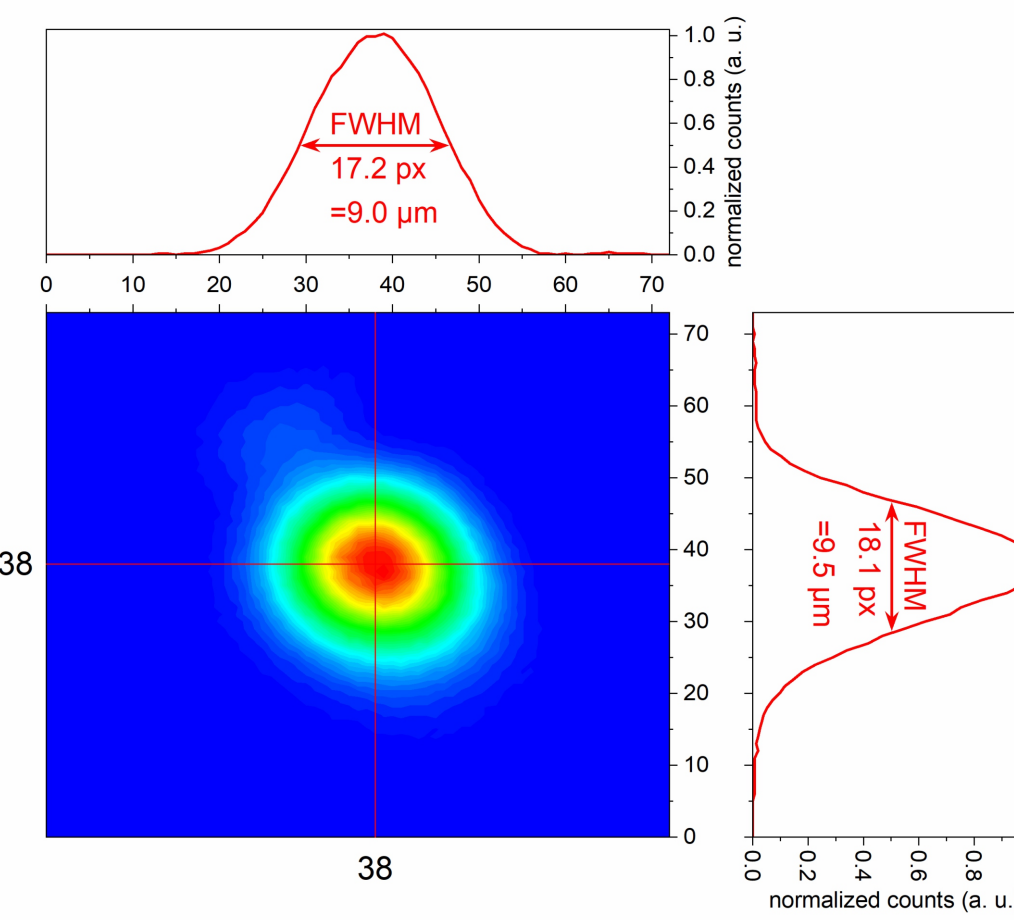 1.0
0.8
0.6
0.4
0.2
0.0
normalized counts (a. u.)
FWHM
17.2 px
=9.0 µm
0 10 20 30 40 50 60 70
70
60
50
40
30
20
10
0
38
38
FWHM
18.1 px
=9.5 µm
0.0 0.2 0.4 0.6 0.8
normalized counts (a. u.